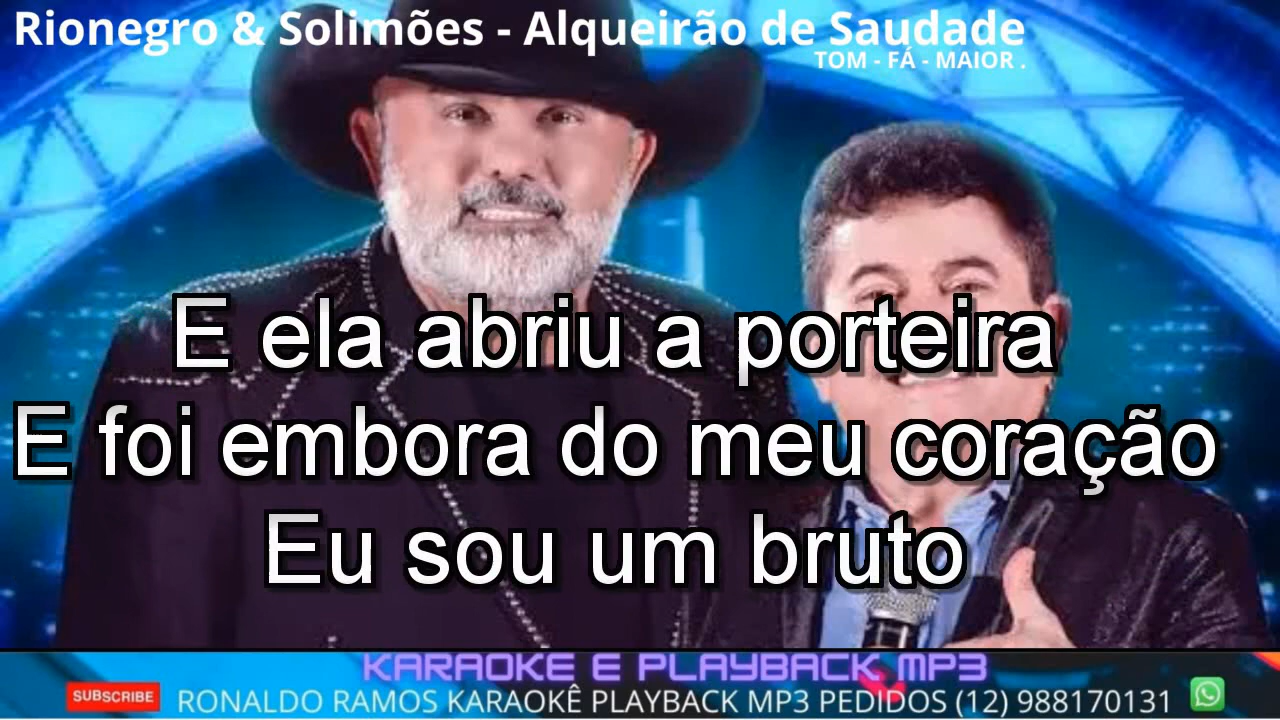 Rionegro & Solimões - Alqueirão de Saudade
TOM - FÁ - MAIOR .
E ela abriu a porteira
E foi embora do meu coração
Eu sou um bruto
KARAOKE E PLAYBACK MP3
SUBSCRIBE RONALDO RAMOS KARAOKÊ PLAYBACK MP3 PEDIDOS (12) 988170131